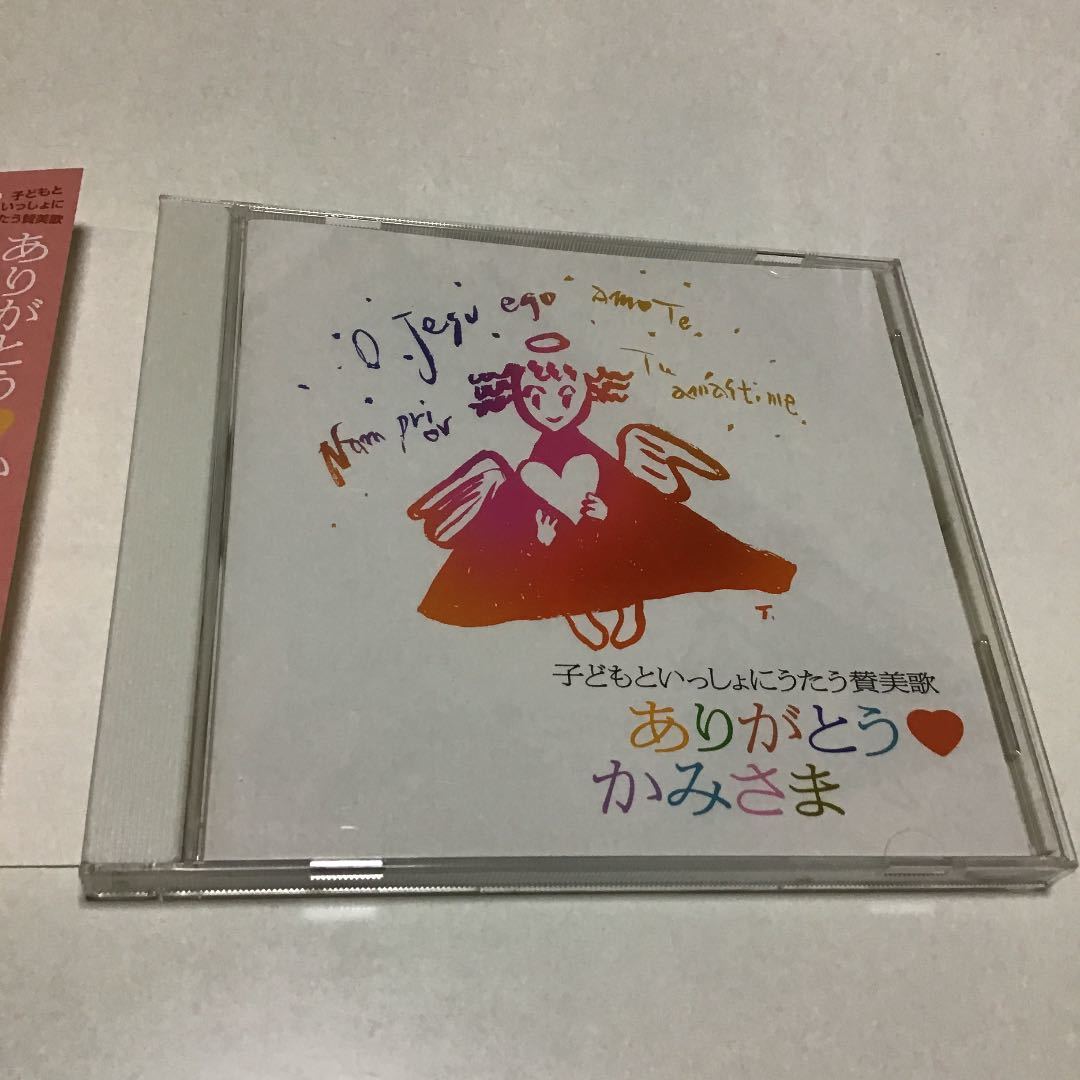 子どもと
いっしょに
うたう賛美歌
ありがとう
O Jequ ego amo Te
Nam prior
Tu amasti me
T.
子どもといっしょにうたう賛美歌
ありがとう♥
かみさま